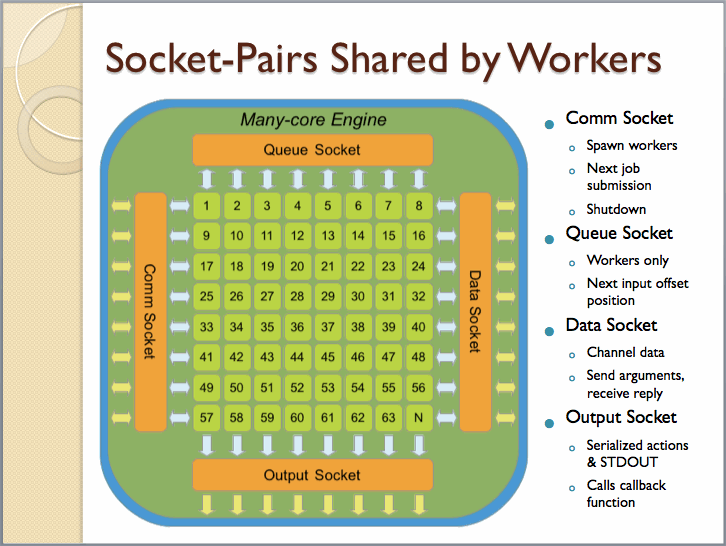 Socket-Pairs Shared by Workers
Many-core Engine
Queue Socket
Comm Socket
1 2 3 4 5 6 7 8
9 10 11 12 13 14 15 16
17 18 19 20 21 22 23 24
25 26 27 28 29 30 31 32
33 34 35 36 37 38 39 40
41 42 43 44 45 46 47 48
49 50 51 52 53 54 55 56
57 58 59 60 61 62 63 N
Data Socket
Output Socket
Comm Socket
Spawn workers
Next job
submission
Shutdown
Queue Socket
Workers only
Next input offset
position
Data Socket
Channel data
Send arguments,
receive reply
Output Socket
Serialized actions
& STDOUT
Calls callback
function